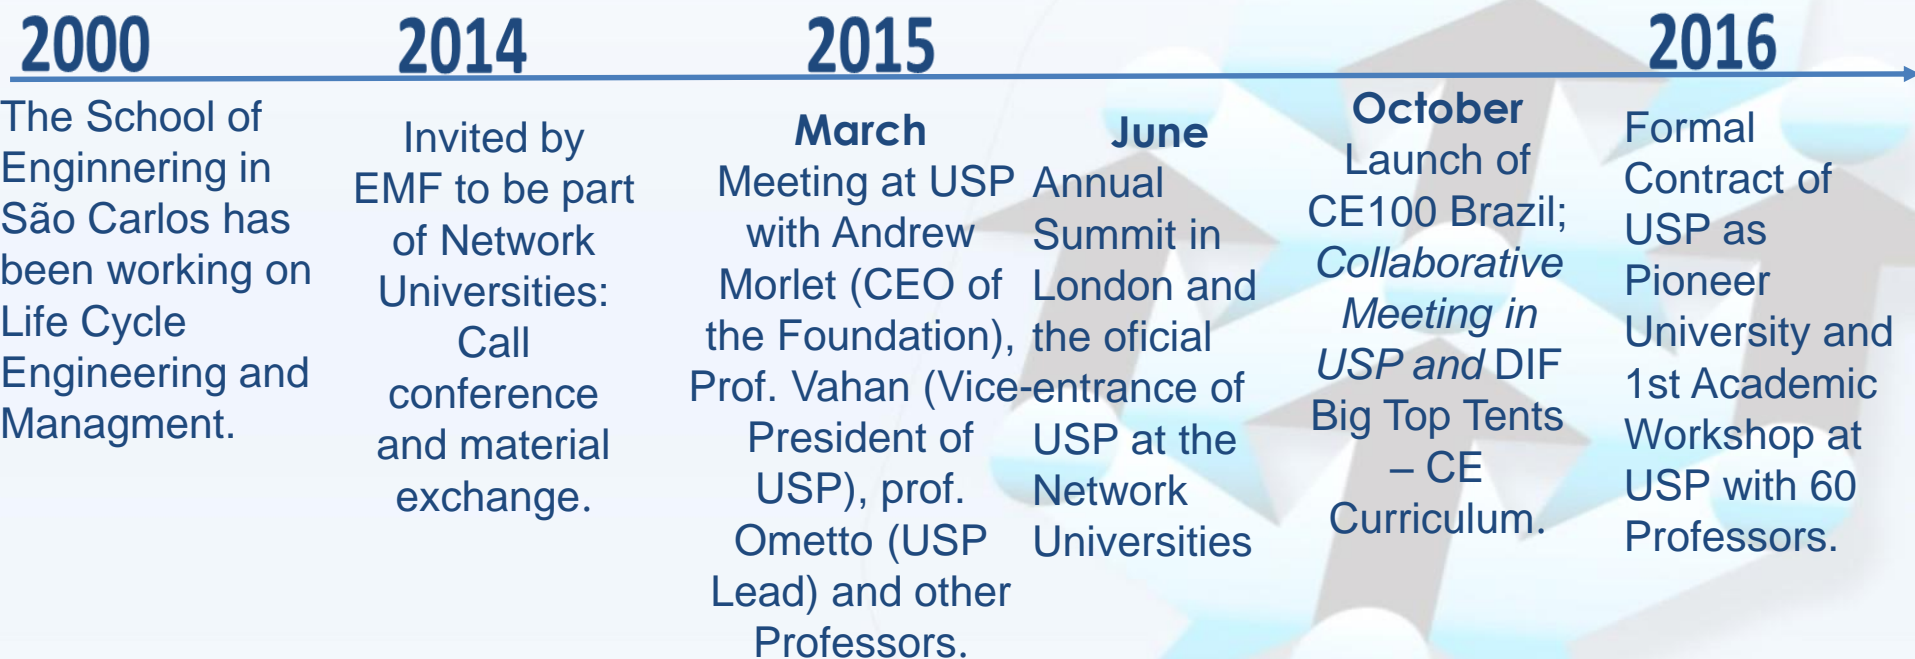 2000
2014
2015
2016
The School of
Enginnering in
São Carlos has
been working on
Life Cycle
Engineering and
Managment.
Invited by
EMF to be part
of Network
Universities:
Call
conference
and material
exchange.
March
Meeting at USP
with Andrew
Morlet (CEO of
the Foundation),
Prof. Vahan (Vice-
President of
USP), prof.
Ometto (USP
Lead) and other
Professors.
June
Annual
Summit in
London and
the oficial
entrance of
USP at the
Network
Universities
October
Launch of
CE100 Brazil;
Collaborative
Meeting in
USP and DIF
Big Top Tents
– CE
Curriculum.
Formal
Contract of
USP as
Pioneer
University and
1st Academic
Workshop at
USP with 60
Professors.